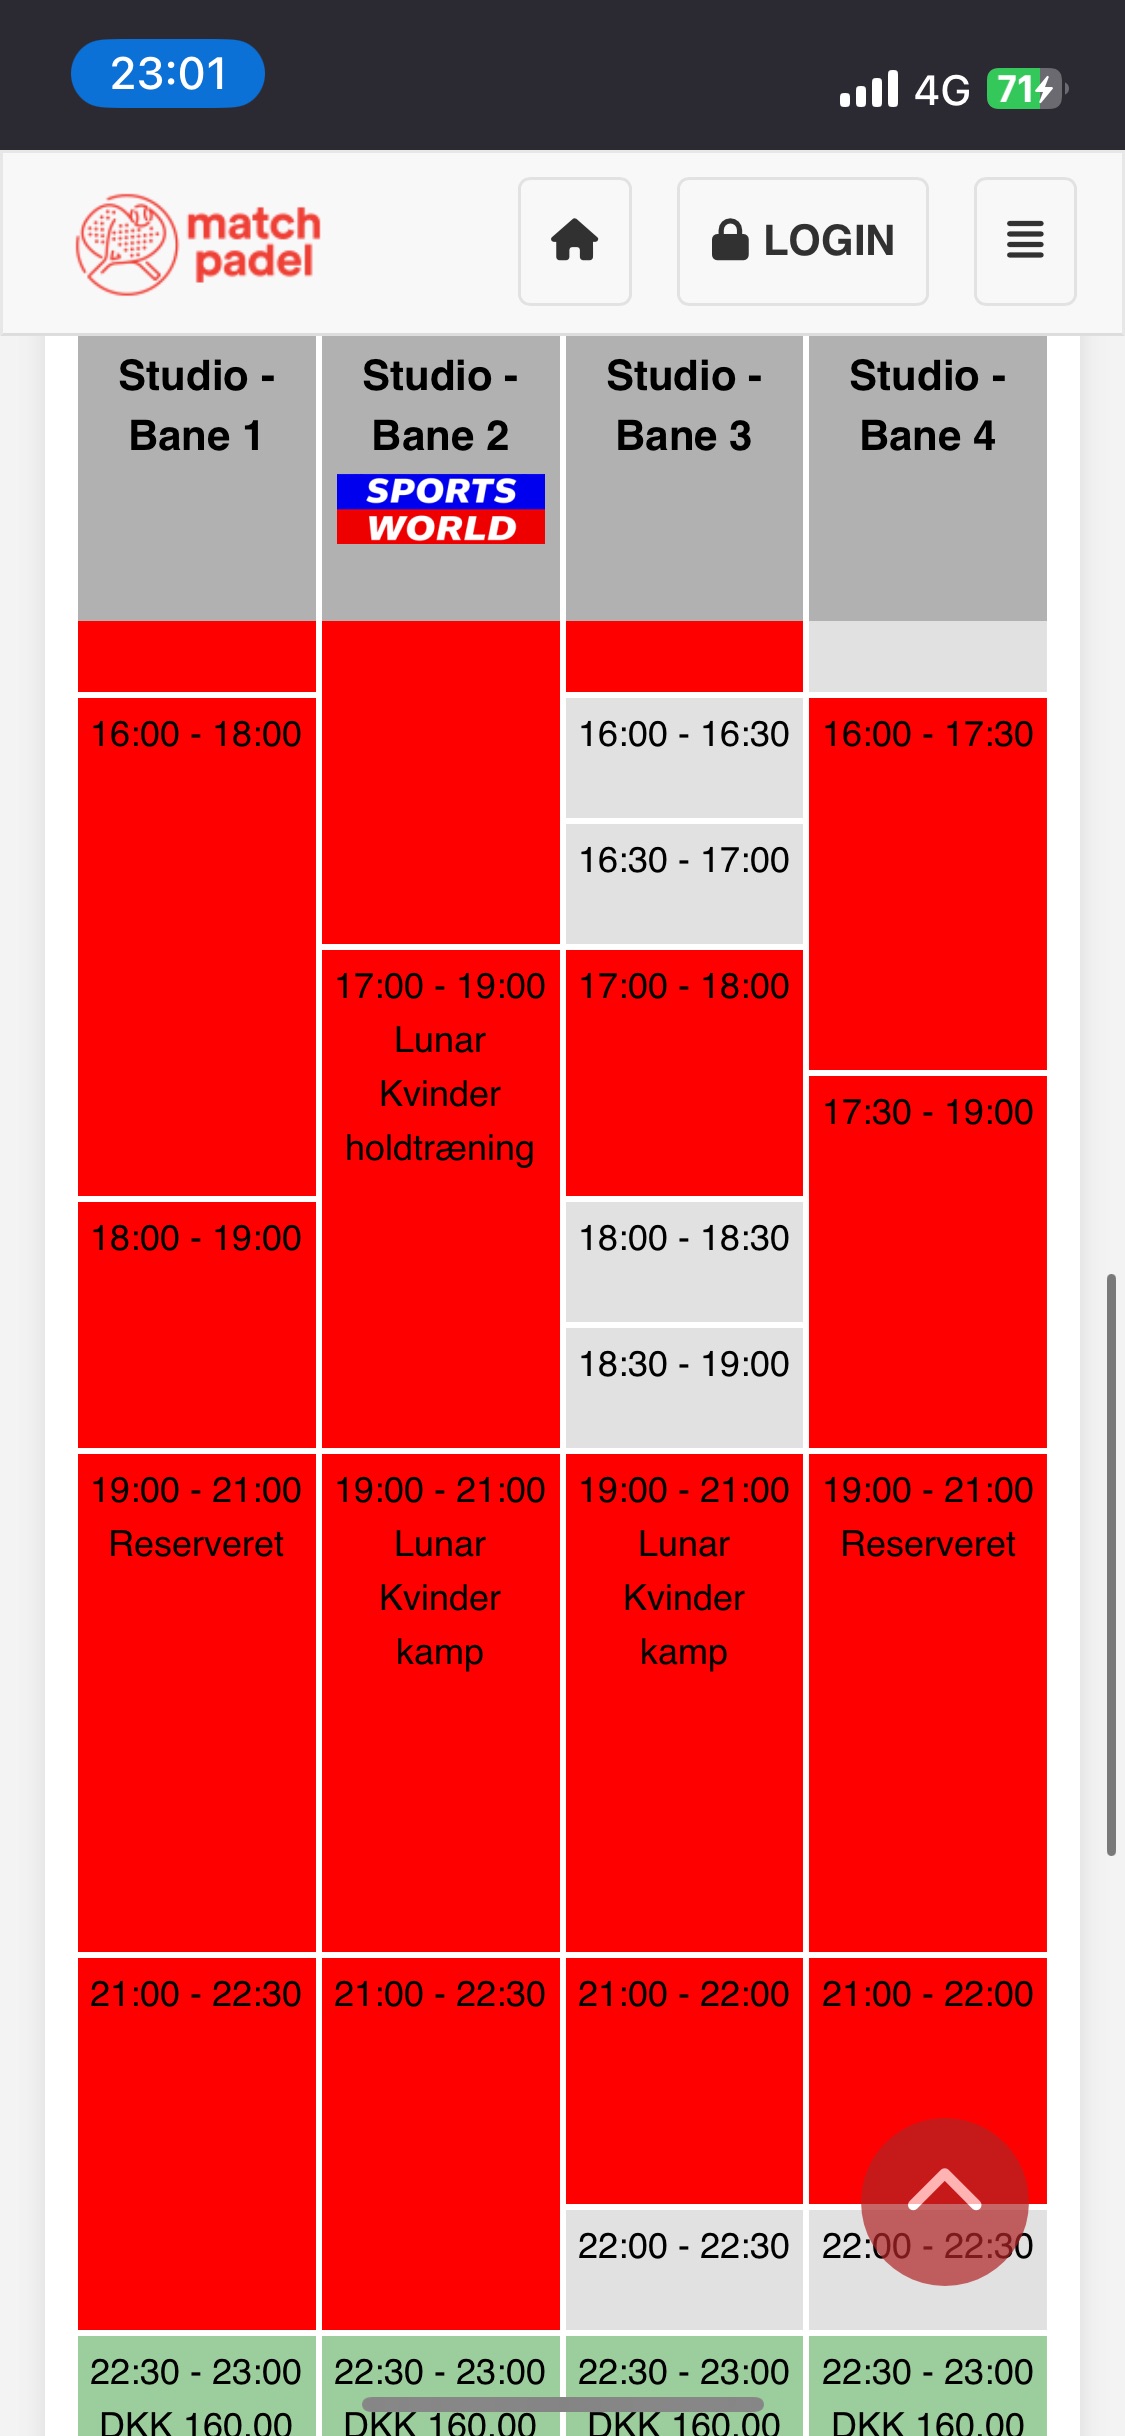 23:01
4G 71
match
padel
LOGIN
Studio -
Bane 1
Studio -
Bane 2
SPORTS
WORLD
Studio -
Bane 3
Studio -
Bane 4
16:00 - 18:00
16:00 - 16:30
16:00 - 17:30
16:30 - 17:00
17:00 - 19:00
Lunar
Kvinder
holdtræning
17:00 - 18:00
17:30 - 19:00
18:00 - 19:00
18:00 - 18:30
18:30 - 19:00
19:00 - 21:00
Reserveret
19:00 - 21:00
Lunar
Kvinder
kamp
19:00 - 21:00
Lunar
Kvinder
kamp
19:00 - 21:00
Reserveret
21:00 - 22:30
21:00 - 22:30
21:00 - 22:00
21:00 - 22:00
22:00 - 22:30
22:00 - 22:30
22:30 - 23:00
DKK 160.00
22:30 - 23:00
DKK 160.00
22:30 - 23:00
DKK 160.00
22:30 - 23:00
DKK 160.00